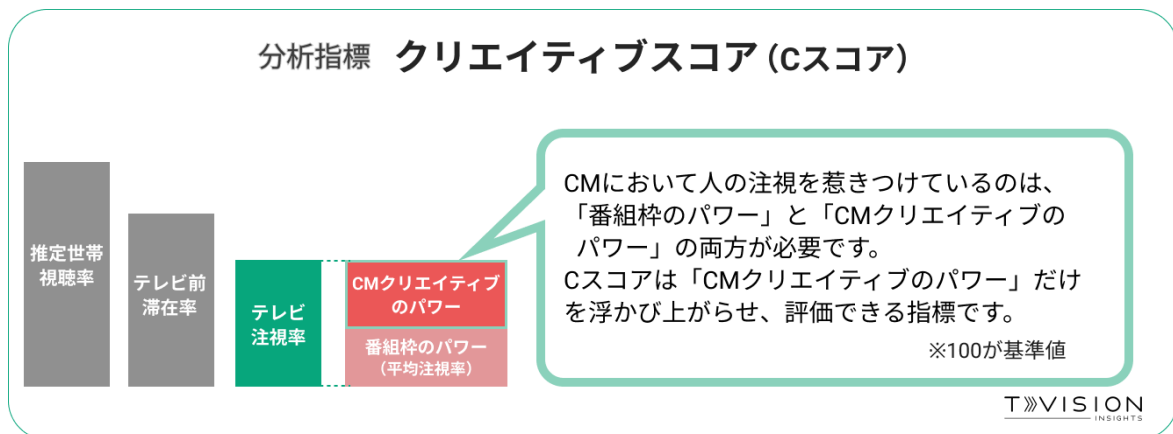 分析指標 クリエイティブスコア（Cスコア）
推定世帯
視聴率
テレビ前
滞在率
テレビ
注視率
CMクリエイティブ
のパワー
番組枠のパワー
（平均注視率）
CMにおいて人の注視を惹きつけているのは、
「番組枠のパワー」と「CMクリエイティブの
パワー」の両方が必要です。
Cスコアは「CMクリエイティブのパワー」だけ
を浮かび上がらせ、評価できる指標です。
※100が基準値
TVISION
INSIGHTS